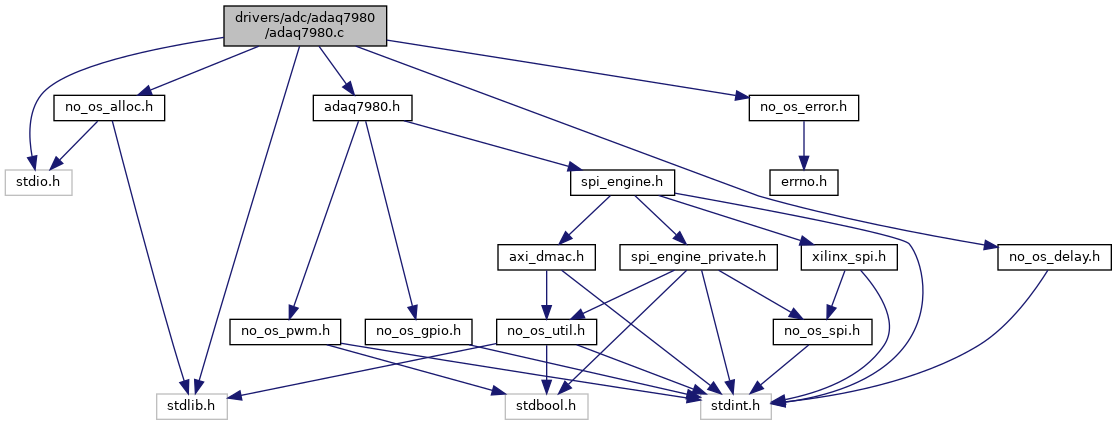 drivers/adc/adaq7980
/adaq7980.c
no_os_alloc.h
adaq7980.h
no_os_error.h
stdio.h
spi_engine.h
errno.h
axi_dmac.h
spi_engine_private.h
xilinx_spi.h
no_os_delay.h
no_os_pwm.h
no_os_gpio.h
no_os_util.h
no_os_spi.h
stdlib.h
stdbool.h
stdint.h